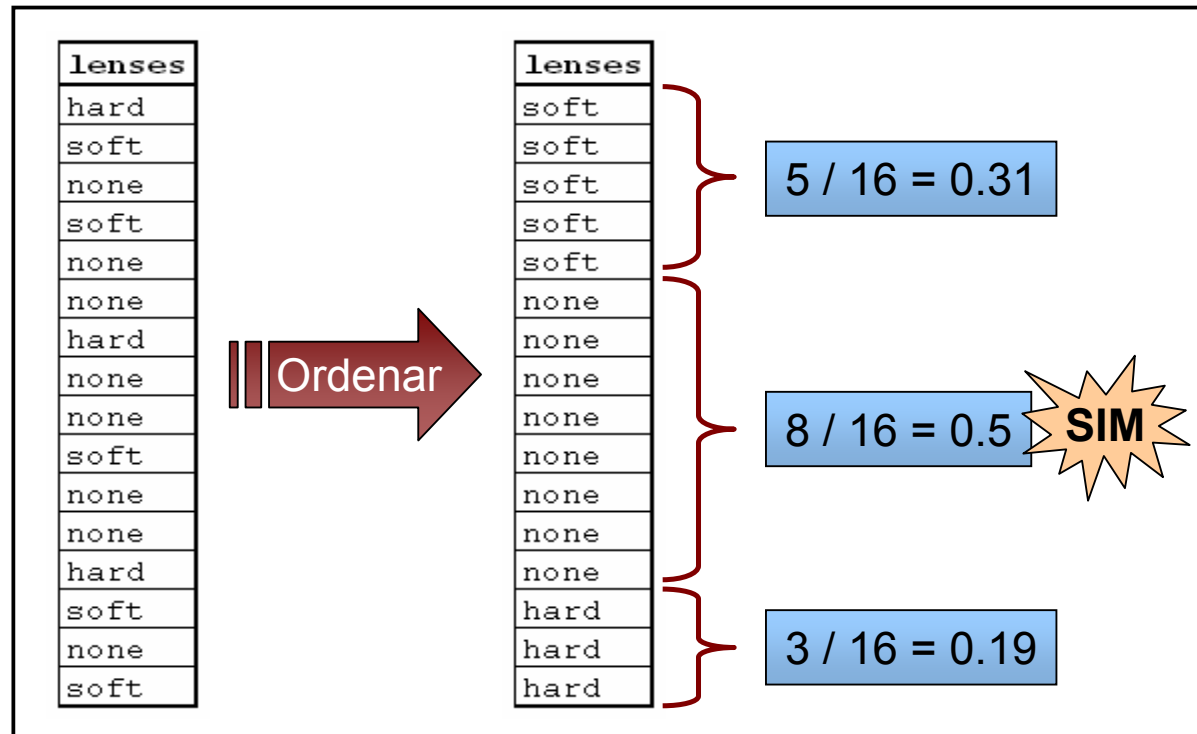 lenses
hard
soft
none
soft
none
none
hard
none
none
soft
none
none
hard
soft
none
soft
Ordenar
lenses
soft
soft
soft
soft
soft
none
none
none
none
none
none
none
none
hard
hard
hard
5 / 16 = 0.31
8 / 16 = 0.5
SIM
3 / 16 = 0.19